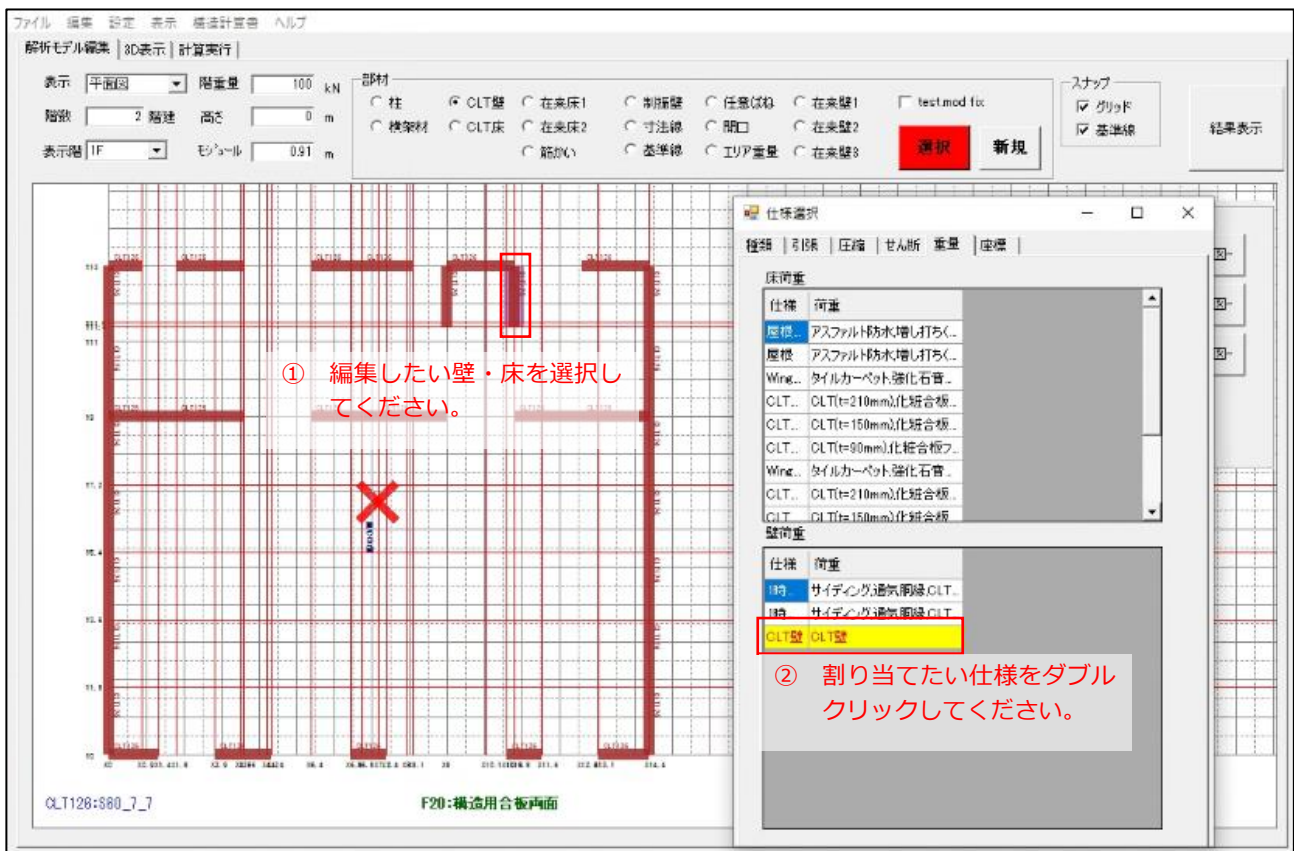 ファイル 編集 設定 表示 構造計算書 ヘルプ
解析モデル編集 3D表示 計算実行
表示 平面図 階重量 100 kN
階数 2 階建 高さ 0 m
表示階 1F モジュール 0.91 m
部材
柱 CLT壁 在来床1 制振壁 任意ばね 在来壁1 test.mod fix
横架材 CLT床 在来床2 寸法線 開口 在来壁2
筋かい 基準線 エリア重量 在来壁3
選択 新規
スナップ
グリッド
基準線
結果表示
① 編集したい壁・床を選択し
てください。
CLT126:S60_7_7
F20:構造用合板両面
仕様選択
種類 引張 圧縮 せん断 重量 座標
床荷重
仕様 荷重
屋根... アスファルト防水,増し打ち(...
屋根 アスファルト防水,増し打ち(...
Wing... タイルカーペット,強化石膏...
CLT... CLT(t=210mm),化粧合板...
CLT... CLT(t=150mm),化粧合板...
CLT... CLT(t=90mm),化粧合板フ...
Wing... タイルカーペット,強化石膏...
CLT... CLT(t=210mm),化粧合板...
CLT... CLT(t=150mm),化粧合板
壁荷重
仕様 荷重
1時... サイディング,通気胴縁,CLT...
1時... サイディング,通気胴縁,CLT...
CLT壁 CLT壁
② 割り当てたい仕様をダブル
クリックしてください。